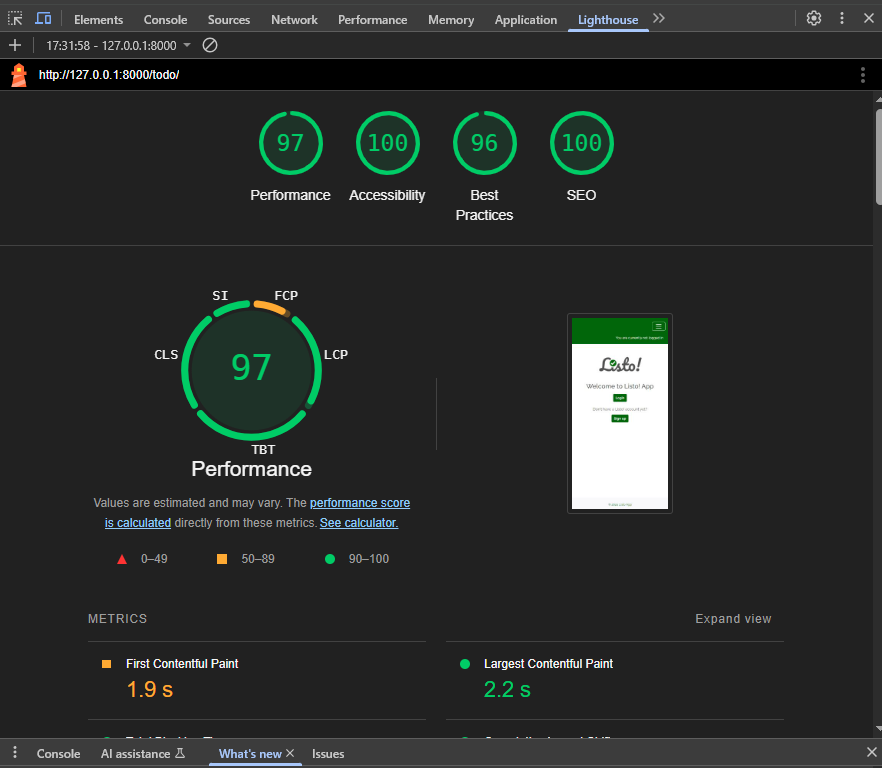 Elements Console Sources Network Performance Memory Application Lighthouse
17:31:58 - 127.0.0.1:8000
http://127.0.0.1:8000/todo/
97 100 96 100
Performance Accessibility Best Practices SEO
SI FCP
CLS LCP
97
TBT
Performance
Values are estimated and may vary. The performance score
is calculated directly from these metrics. See calculator.
0–49 50–89 90–100
Listo!
Welcome to Listo! App
Login
Sign up
METRICS Expand view
First Contentful Paint Largest Contentful Paint
1.9 s 2.2 s
Console AI assistance What's new Issues